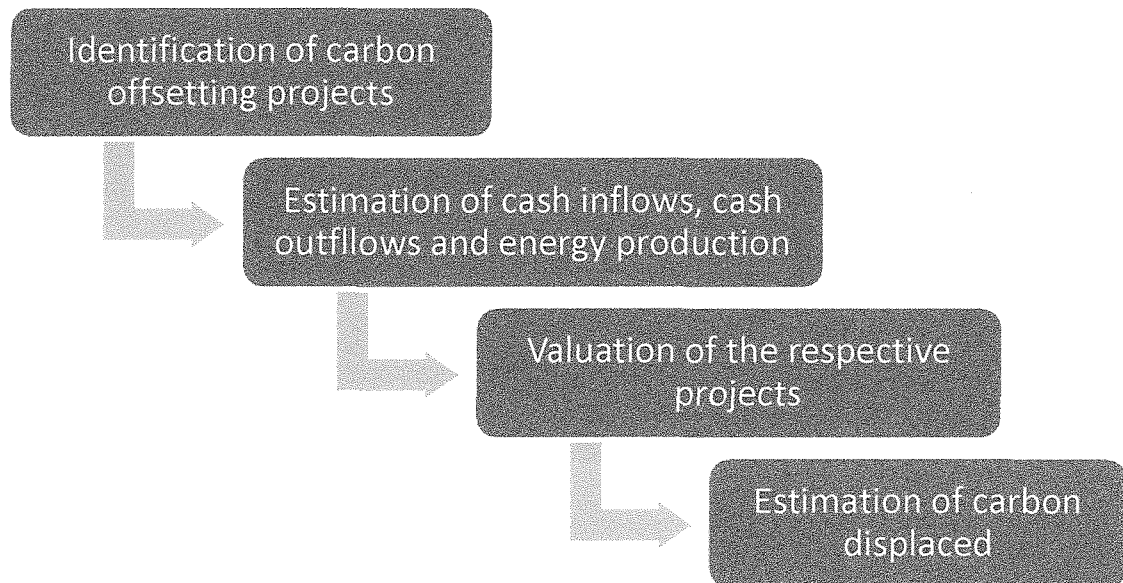 Identification of carbon
offsetting projects
Estimation of cash inflows, cash
outfllows and energy production
Valuation of the respective
projects
Estimation of carbon
displaced